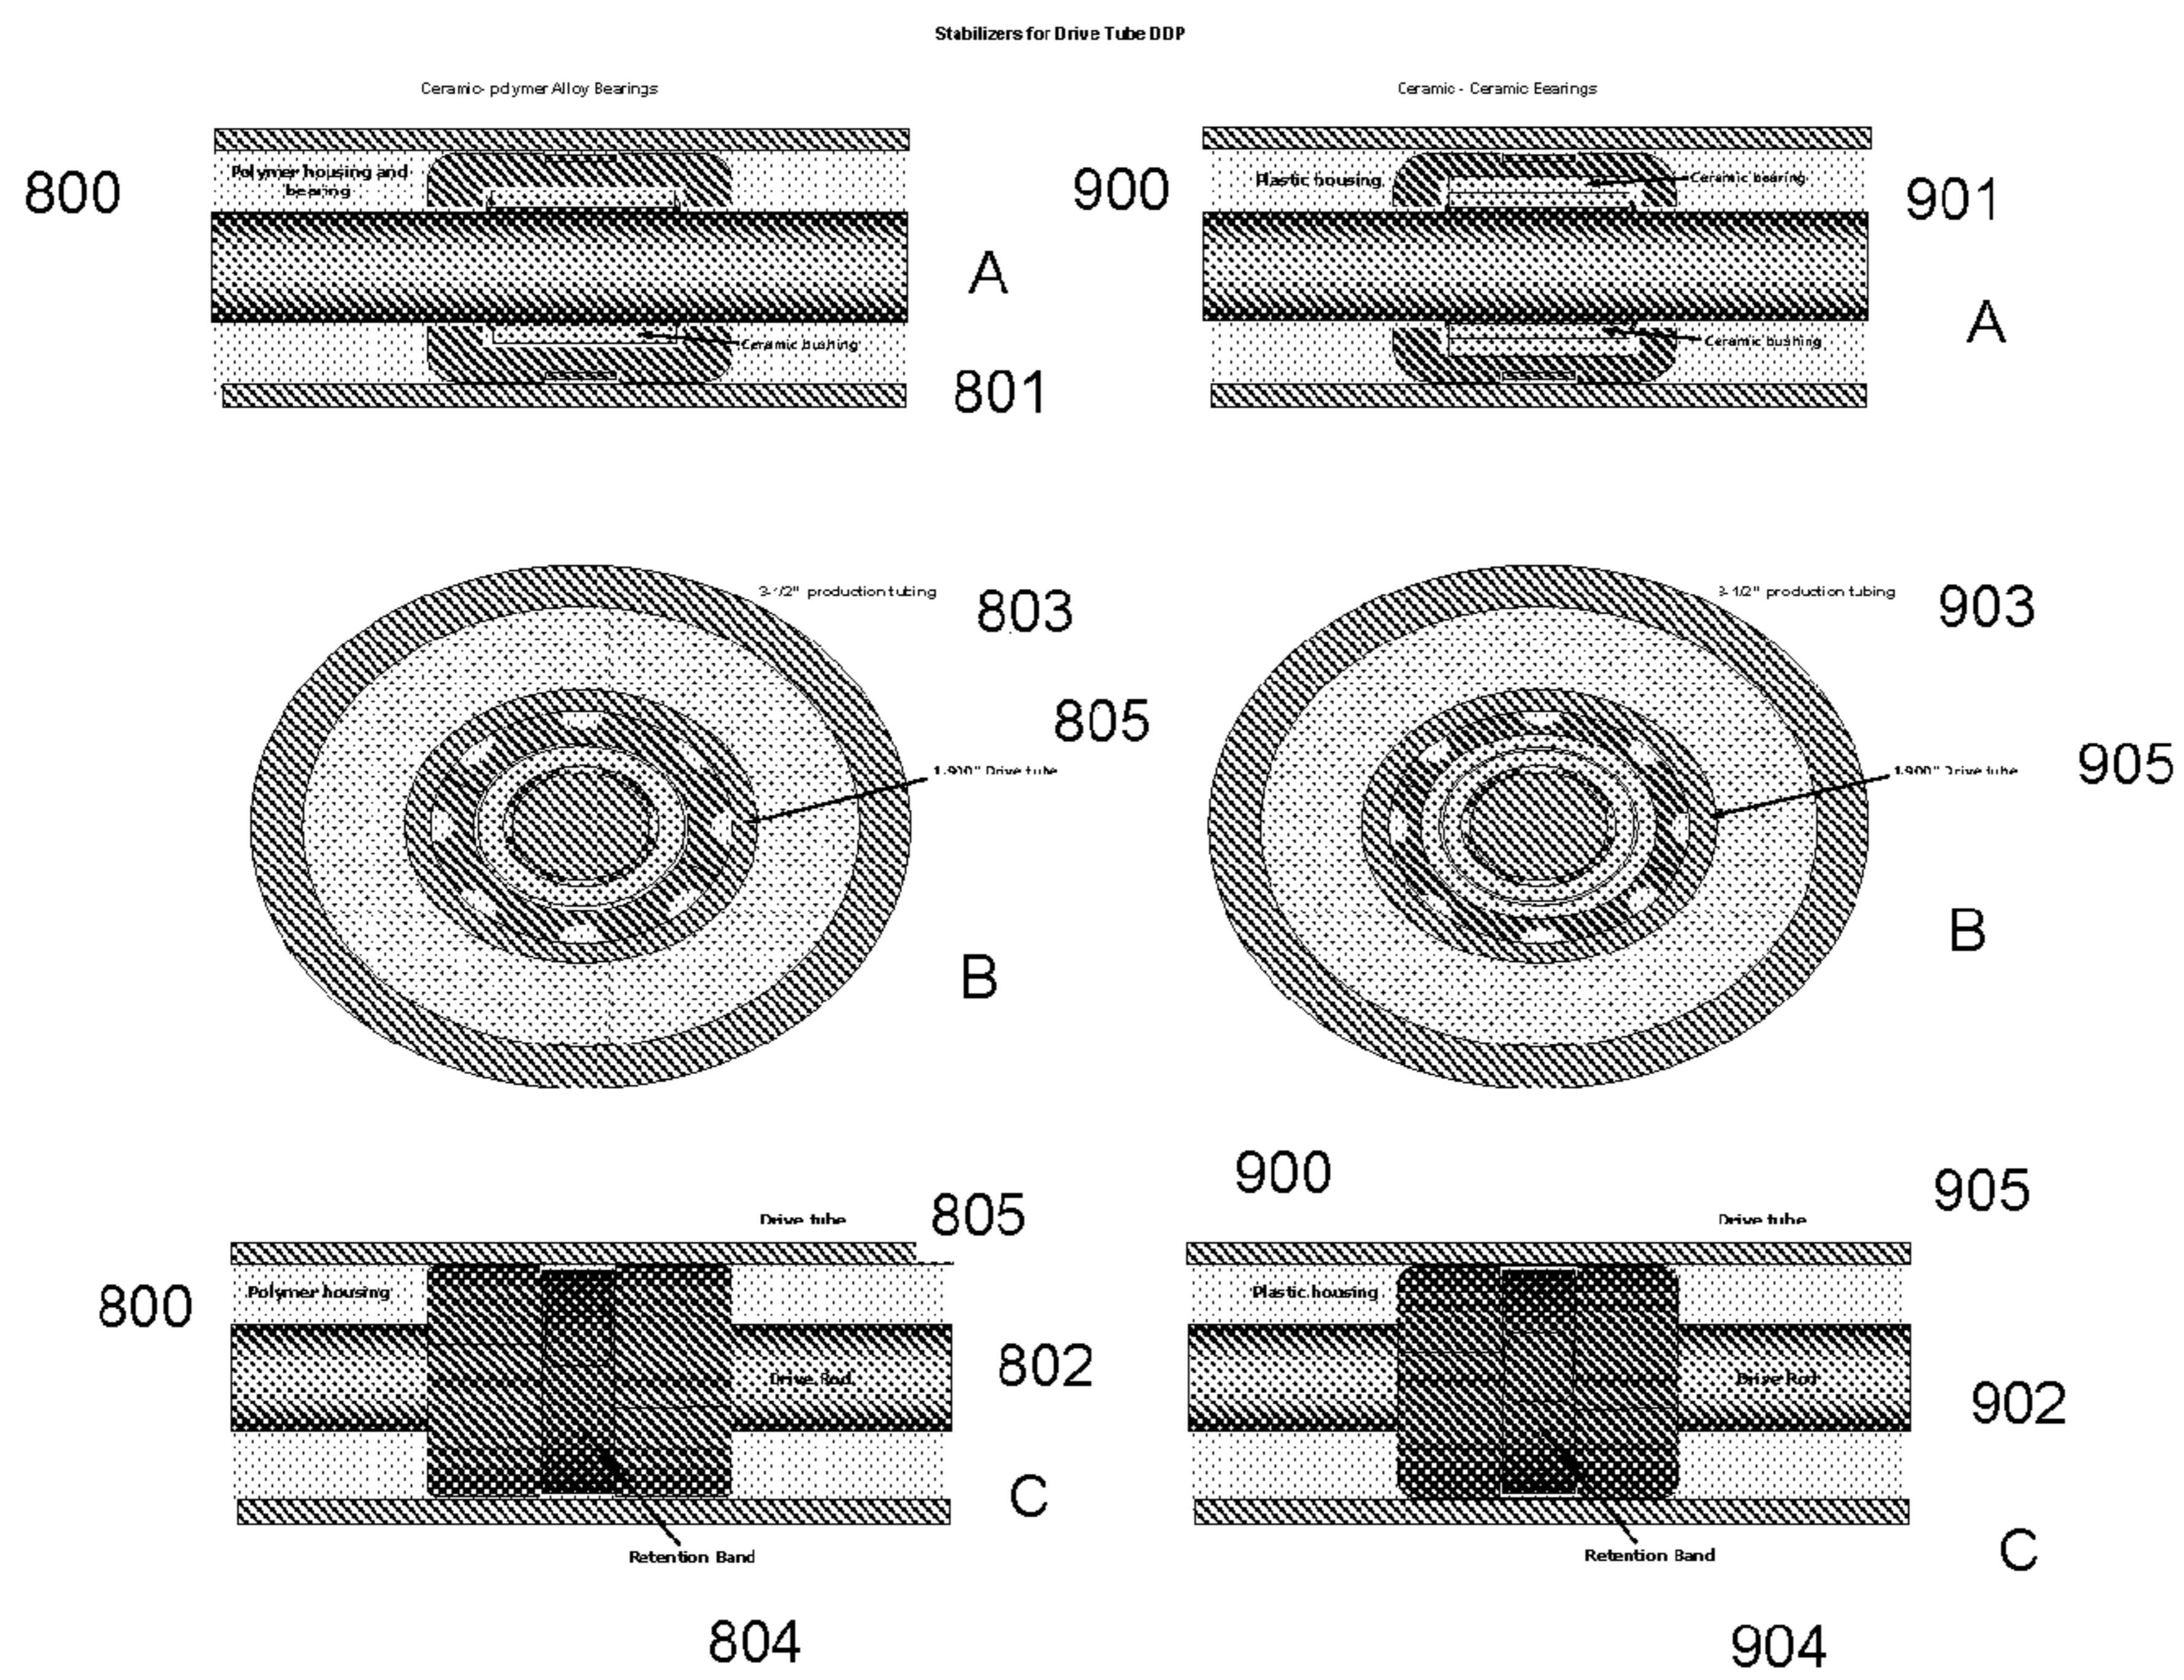 Stabilizers for Drive Tube DDP
Ceramic- polymer Alloy Bearings
Ceramic - Ceramic Eearings
800
Polymer housing and
bearing
900
Plastic housing
Ceramic bearing
901
A
A
Ceramic bushing
Ceramic bushing
801
3-1/2" production tubing
803
3-1/2" production tubing
903
805
1-900" Drive tube
1-900" Drive tube
905
B
B
900
805
905
Drive tube
Drive tube
800
Polymer housing
Plastic housing
802
Drive Rod
Drive Rod
902
C
C
Retention Band
Retention Band
804
904